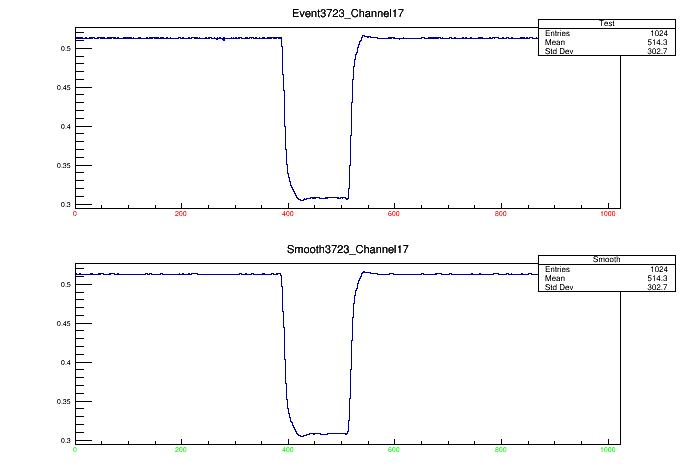 Event3723_Channel17
Test
Entries 1024
Mean 514.3
Std Dev 302.7
0.5
0.45
0.4
0.35
0.3
0 200 400 600 800 1000
Smooth3723_Channel17
Smooth
Entries 1024
Mean 514.3
Std Dev 302.7
0.5
0.45
0.4
0.35
0.3
0 200 400 600 800 1000